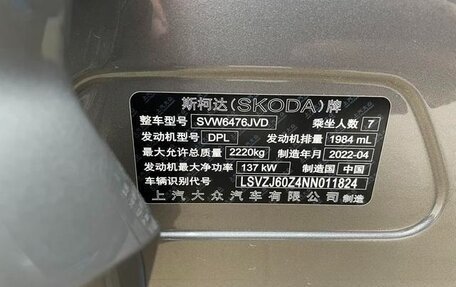 斯柯达(SKODA)牌
整车型号 SVW6476JVD 乘坐人数 7
发动机型号 DPL 发动机排量 1984 mL
最大允许总质量 2220kg 制造年月 2022-04
发动机最大净功率 137 kW 制造国 中国
车辆识别代号 LSVZJ60Z4NN011824
上汽大众汽车有限公司 制造